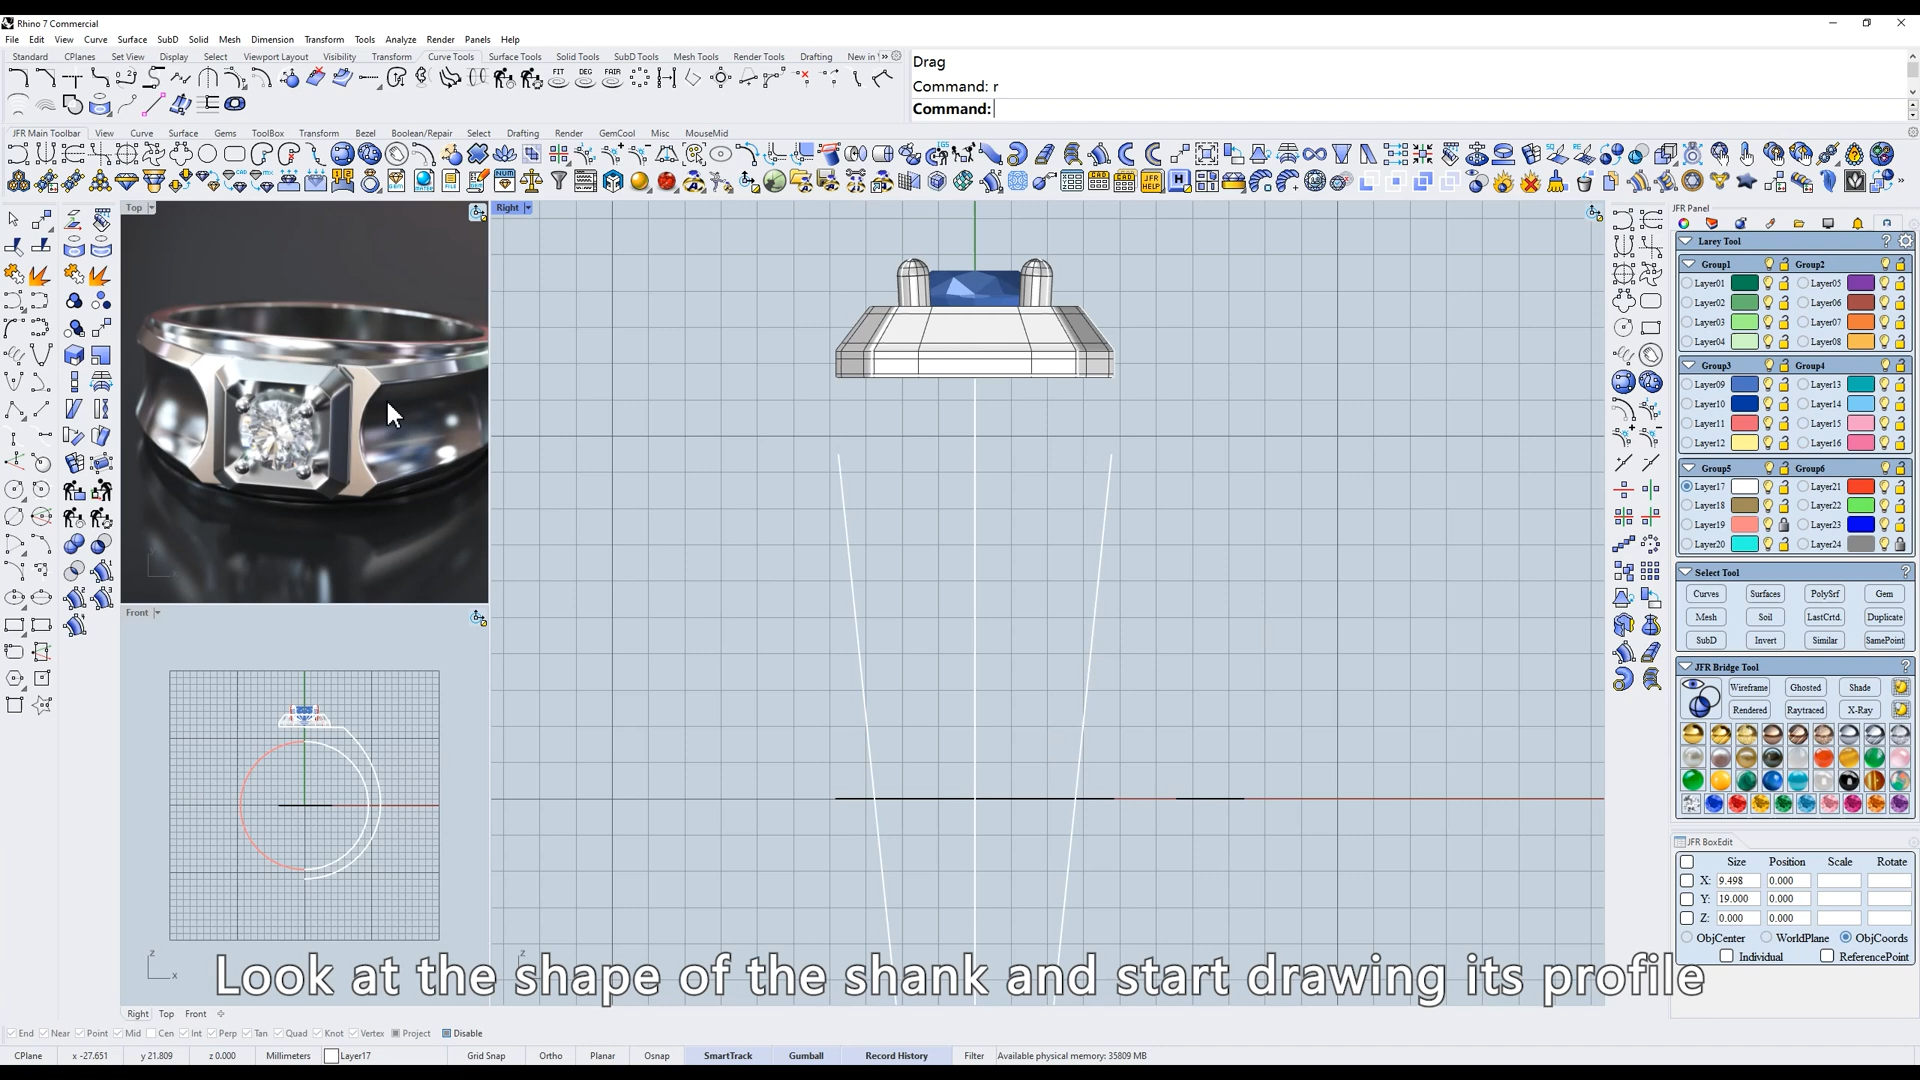 Rhino 7 Commercial
File Edit View Curve Surface SubD Solid Mesh Dimension Transform Tools Analyze Render Panels Help
Standard CPlanes Set View Display Select Viewport Layout Visibility Transform Curve Tools Surface Tools Solid Tools SubD Tools Mesh Tools Render Tools Drafting New in
Drag
Command: r
Command:
FIT DEG FAIR
JFR Main Toolbar View Curve Surface Gems ToolBox Transform Bezel Boolean/Repair Select Drafting Render GemCool Misc MouseMid
JFR Panel
Top
Right
Larey Tool ?
Group1 Group2
Layer01 Layer05
Layer02 Layer06
Layer03 Layer07
Layer04 Layer08
Group3 Group4
Layer09 Layer13
Layer10 Layer14
Layer11 Layer15
Layer12 Layer16
Group5 Group6
Layer17 Layer21
Layer18 Layer22
Layer19 Layer23
Layer20 Layer24
Select Tool ?
Curves Surfaces PolySrf Gem
Mesh Soil LastCrtd. Duplicate
SubD Invert Similar SamePoint
JFR Bridge Tool ?
Wireframe Ghosted Shade
Rendered Raytraced X-Ray
Front
JFR BoxEdit
Size Position Scale Rotate
X: 9.498 0.000
Y: 19.000 0.000
Z: 0.000 0.000
ObjCenter WorldPlane ObjCoords
Individual ReferencePoint
z
x
Look at the shape of the shank and start drawing its profile
Right Top Front
End Near Point Mid Cen Int Perp Tan Quad Knot Vertex Project Disable
CPlane x -27.651 y 21.809 z 0.000 Millimeters Layer17 Grid Snap Ortho Planar Osnap SmartTrack Gumball Record History Filter Available physical memory: 35809 MB